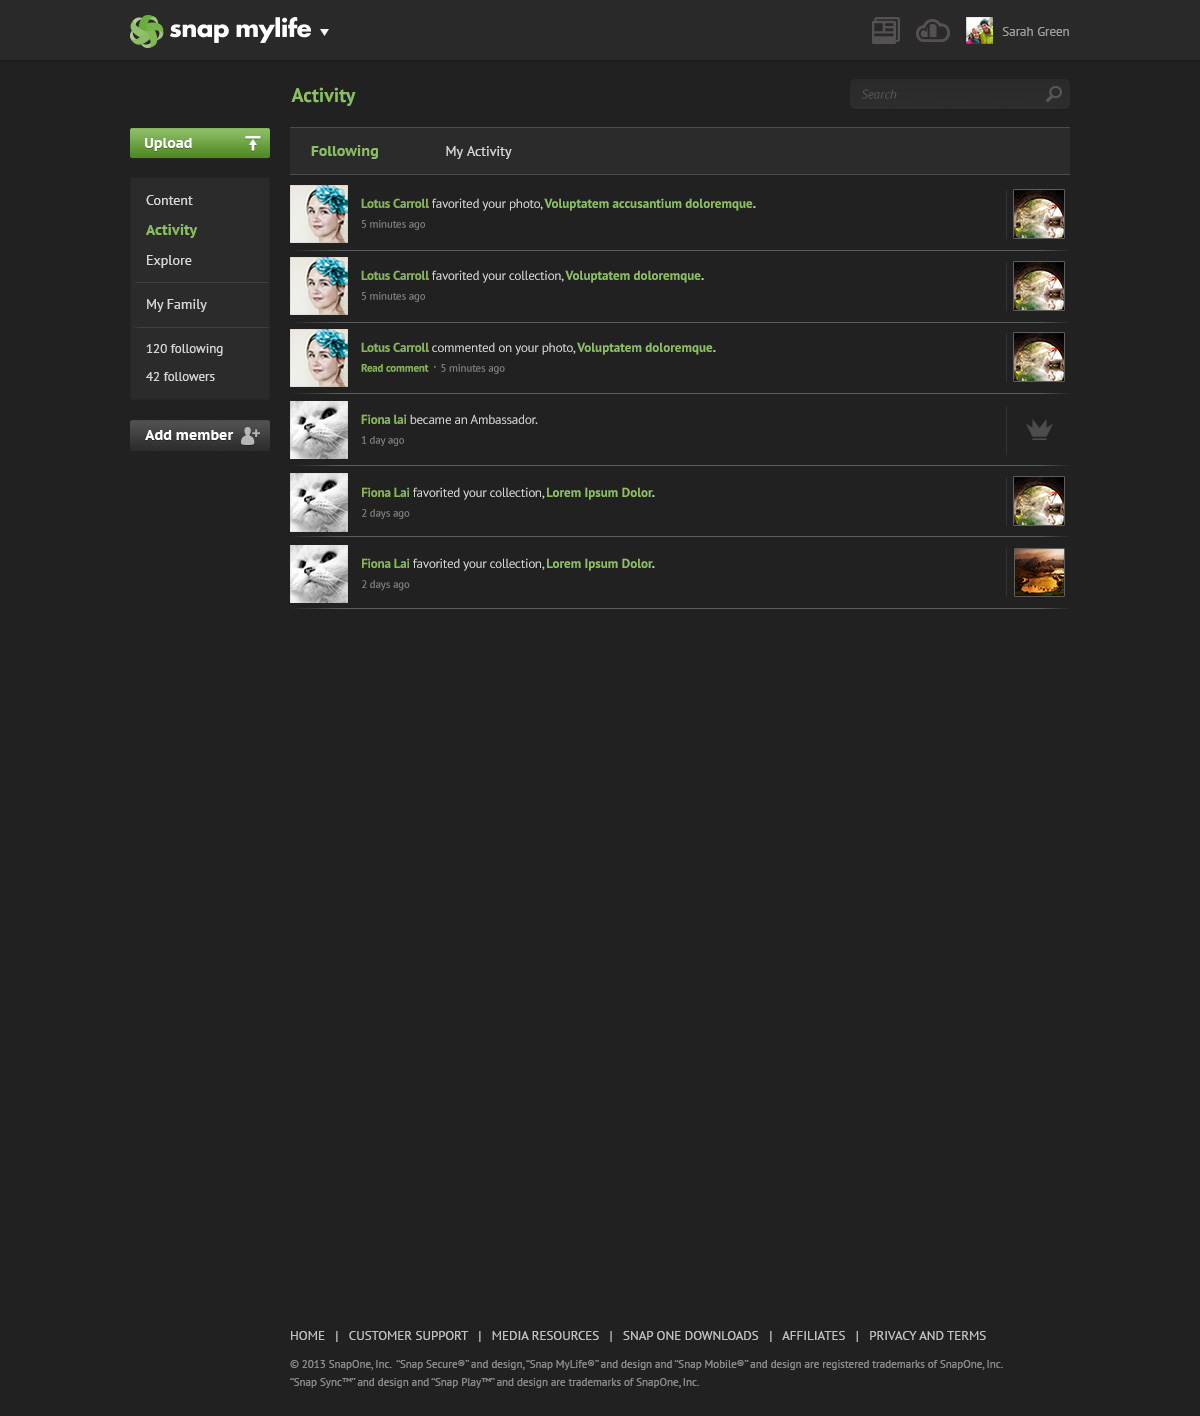 snap mylife
Sarah Green
Activity
Search
Upload
Following
My Activity
Content
Activity
Explore
My Family
120 following
42 followers
Add member
Lotus Carroll favorited your photo, Voluptatem accusantium doloremque.
5 minutes ago
Lotus Carroll favorited your collection, Voluptatem doloremque.
5 minutes ago
Lotus Carroll commented on your photo, Voluptatem doloremque.
Read comment · 5 minutes ago
Fiona lai became an Ambassador.
1 day ago
Fiona Lai favorited your collection, Lorem Ipsum Dolor.
2 days ago
Fiona Lai favorited your collection, Lorem Ipsum Dolor.
2 days ago
HOME | CUSTOMER SUPPORT | MEDIA RESOURCES | SNAP ONE DOWNLOADS | AFFILIATES | PRIVACY AND TERMS
© 2013 SnapOne, Inc. “Snap Secure®” and design, “Snap MyLife®” and design and “Snap Mobile®” and design are registered trademarks of SnapOne, Inc.
“Snap Sync™” and design and “Snap Play™” and design are trademarks of SnapOne, Inc.